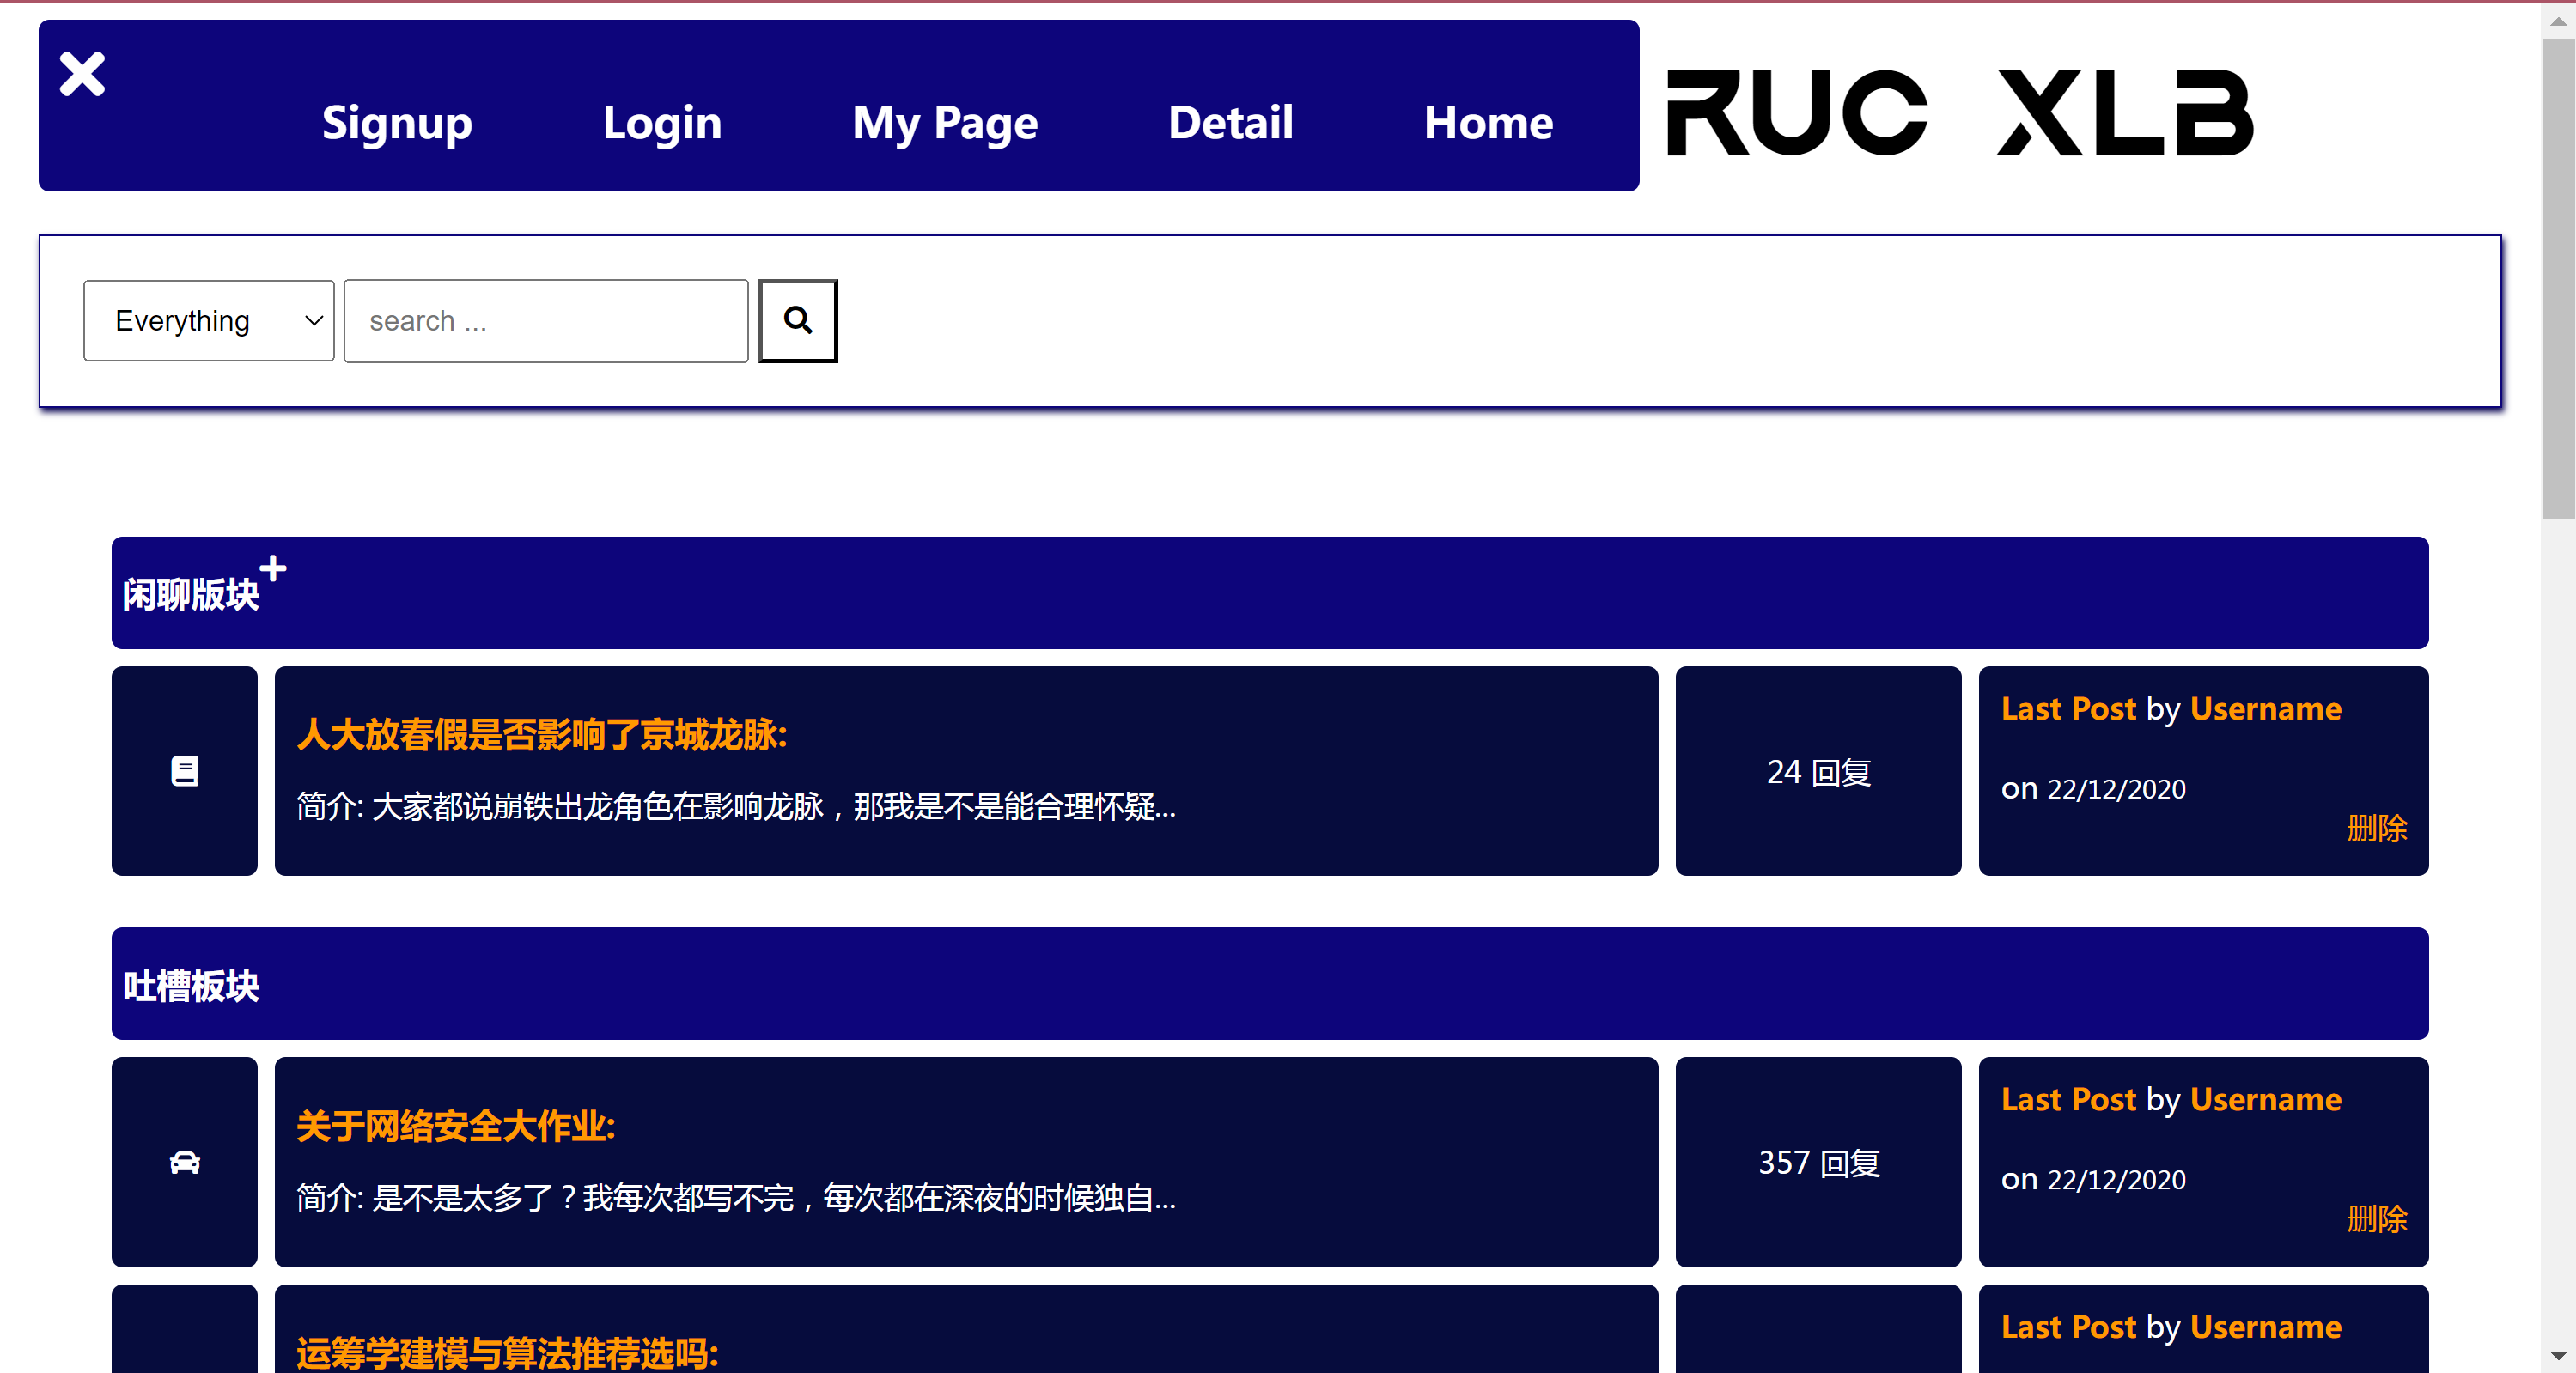 Signup Login My Page Detail Home
RUC XLB
Everything search ...
闲聊版块
人大放春假是否影响了京城龙脉:
简介: 大家都说崩铁出龙角色在影响龙脉，那我是不是能合理怀疑...
24 回复
Last Post by Username
on 22/12/2020
删除
吐槽板块
关于网络安全大作业:
简介: 是不是太多了？我每次都写不完，每次都在深夜的时候独自...
357 回复
Last Post by Username
on 22/12/2020
删除
运筹学建模与算法推荐选吗:
Last Post by Username